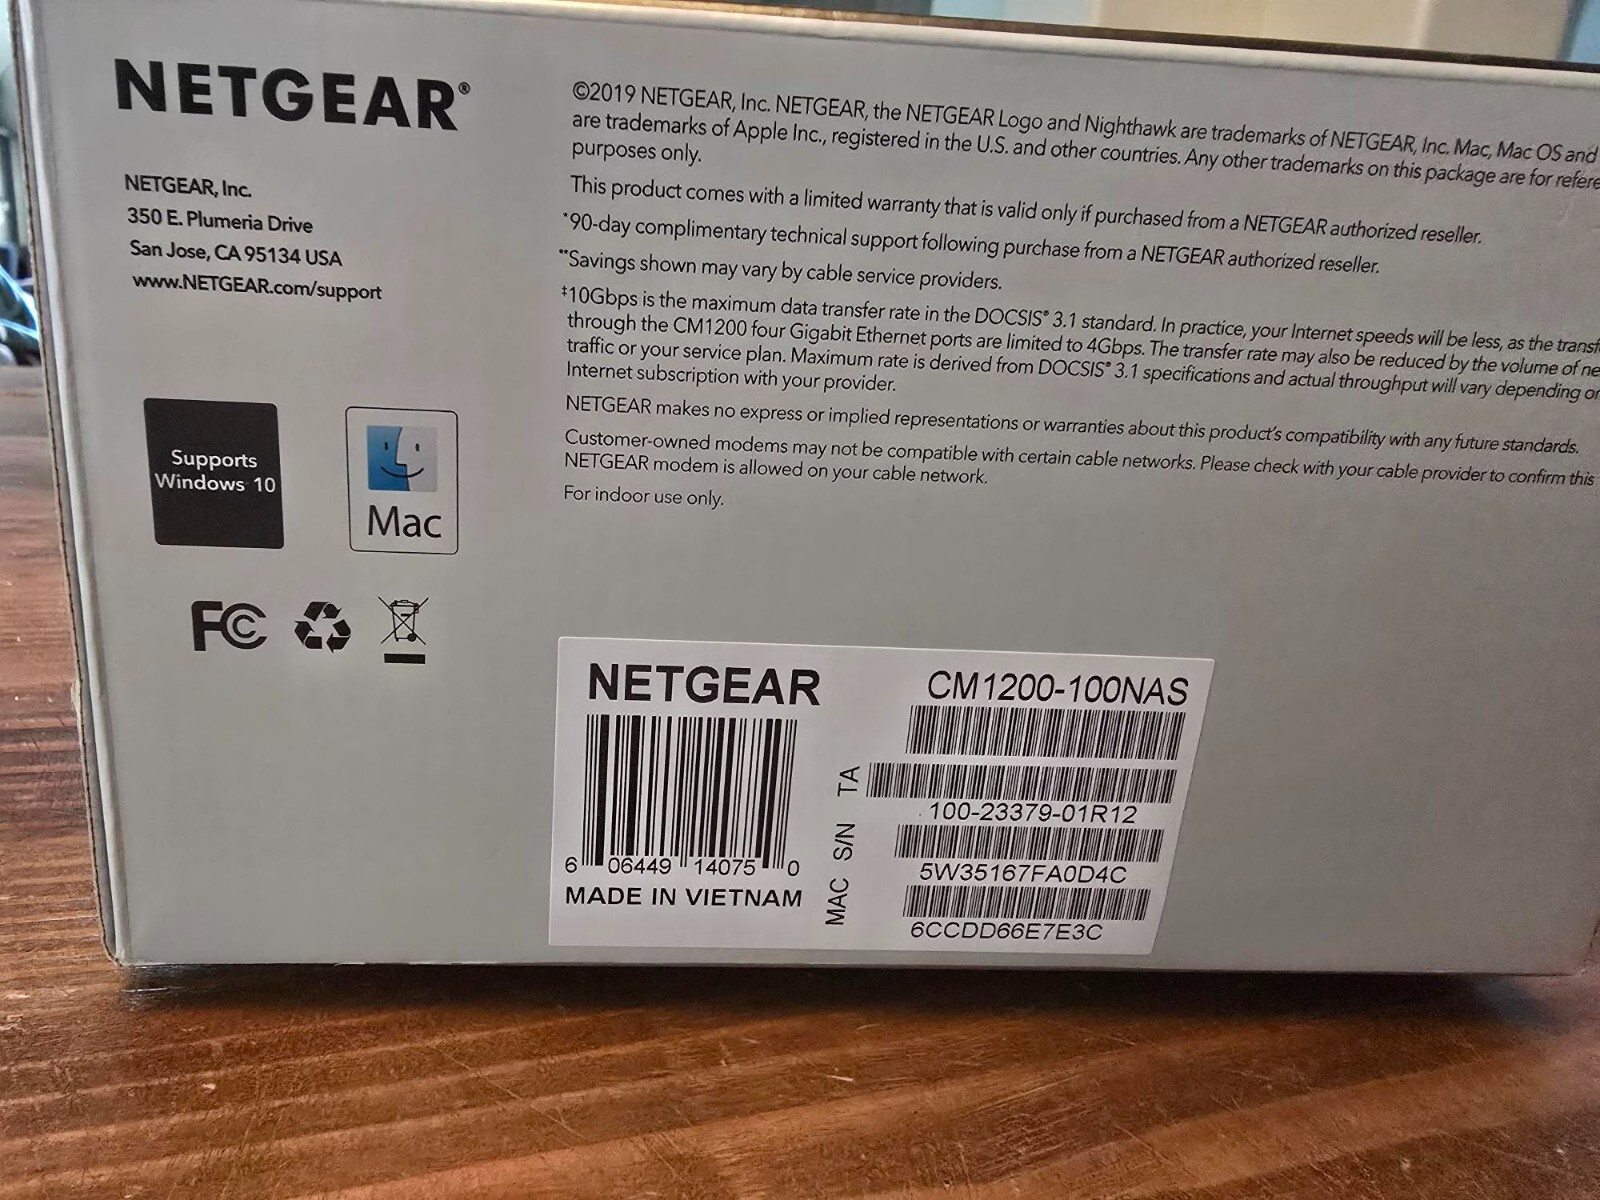 NETGEAR®
NETGEAR, Inc.
350 E. Plumeria Drive
San Jose, CA 95134 USA
www.NETGEAR.com/support
Supports
Windows 10
Mac
FC
©2019 NETGEAR, Inc. NETGEAR, the NETGEAR Logo and Nighthawk are trademarks of NETGEAR, Inc. Mac, Mac OS and
are trademarks of Apple Inc., registered in the U.S. and other countries. Any other trademarks on this package are for refere
purposes only.
This product comes with a limited warranty that is valid only if purchased from a NETGEAR authorized reseller.
*90-day complimentary technical support following purchase from a NETGEAR authorized reseller.
**Savings shown may vary by cable service providers.
‡10Gbps is the maximum data transfer rate in the DOCSIS® 3.1 standard. In practice, your Internet speeds will be less, as the transf
through the CM1200 four Gigabit Ethernet ports are limited to 4Gbps. The transfer rate may also be reduced by the volume of ne
traffic or your service plan. Maximum rate is derived from DOCSIS® 3.1 specifications and actual throughput will vary depending on
Internet subscription with your provider.
NETGEAR makes no express or implied representations or warranties about this product's compatibility with any future standards.
Customer-owned modems may not be compatible with certain cable networks. Please check with your cable provider to confirm this
NETGEAR modem is allowed on your cable network.
For indoor use only.
NETGEAR
6 06449 14075 0
MADE IN VIETNAM
CM1200-100NAS
TA
100-23379-01R12
S/N
5W35167FA0D4C
MAC
6CCDD66E7E3C